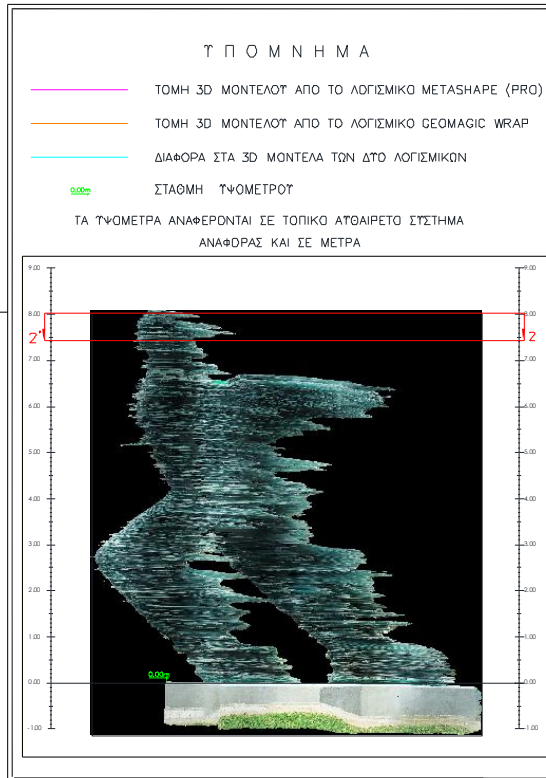 ΥΠΟΜΝΗΜΑ
ΤΟΜΗ 3D ΜΟΝΤΕΛΟΥ ΑΠΟ ΤΟ ΛΟΓΙΣΜΙΚΟ METASHAPE (PRO)
ΤΟΜΗ 3D ΜΟΝΤΕΛΟΥ ΑΠΟ ΤΟ ΛΟΓΙΣΜΙΚΟ GEOMAGIC WRAP
ΔΙΑΦΟΡΑ ΣΤΑ 3D ΜΟΝΤΕΛΑ ΤΩΝ ΔΥΟ ΛΟΓΙΣΜΙΚΩΝ
0.00m ΣΤΑΘΜΗ ΥΨΟΜΕΤΡΟΥ
ΤΑ ΥΨΟΜΕΤΡΑ ΑΝΑΦΕΡΟΝΤΑΙ ΣΕ ΤΟΠΙΚΟ ΑΥΘΑΙΡΕΤΟ ΣΥΣΤΗΜΑ
ΑΝΑΦΟΡΑΣ ΚΑΙ ΣΕ ΜΕΤΡΑ
9.00 9.00
8.00 8.00
2' 2
7.00 7.00
6.00 6.00
5.00 5.00
4.00 4.00
3.00 3.00
2.00 2.00
1.00 1.00
0.00m
0.00 0.00
-1.00 -1.00